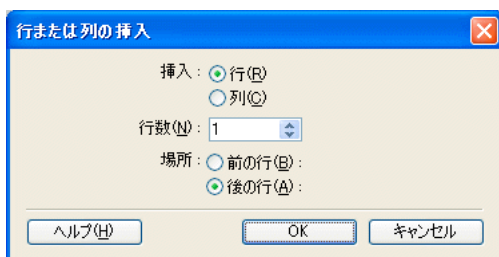 行または列の挿入
挿入：行(R)
列(C)
行数(N)：1
場所：前の行(B)：
後の行(A)：
ヘルプ(H) OK キャンセル